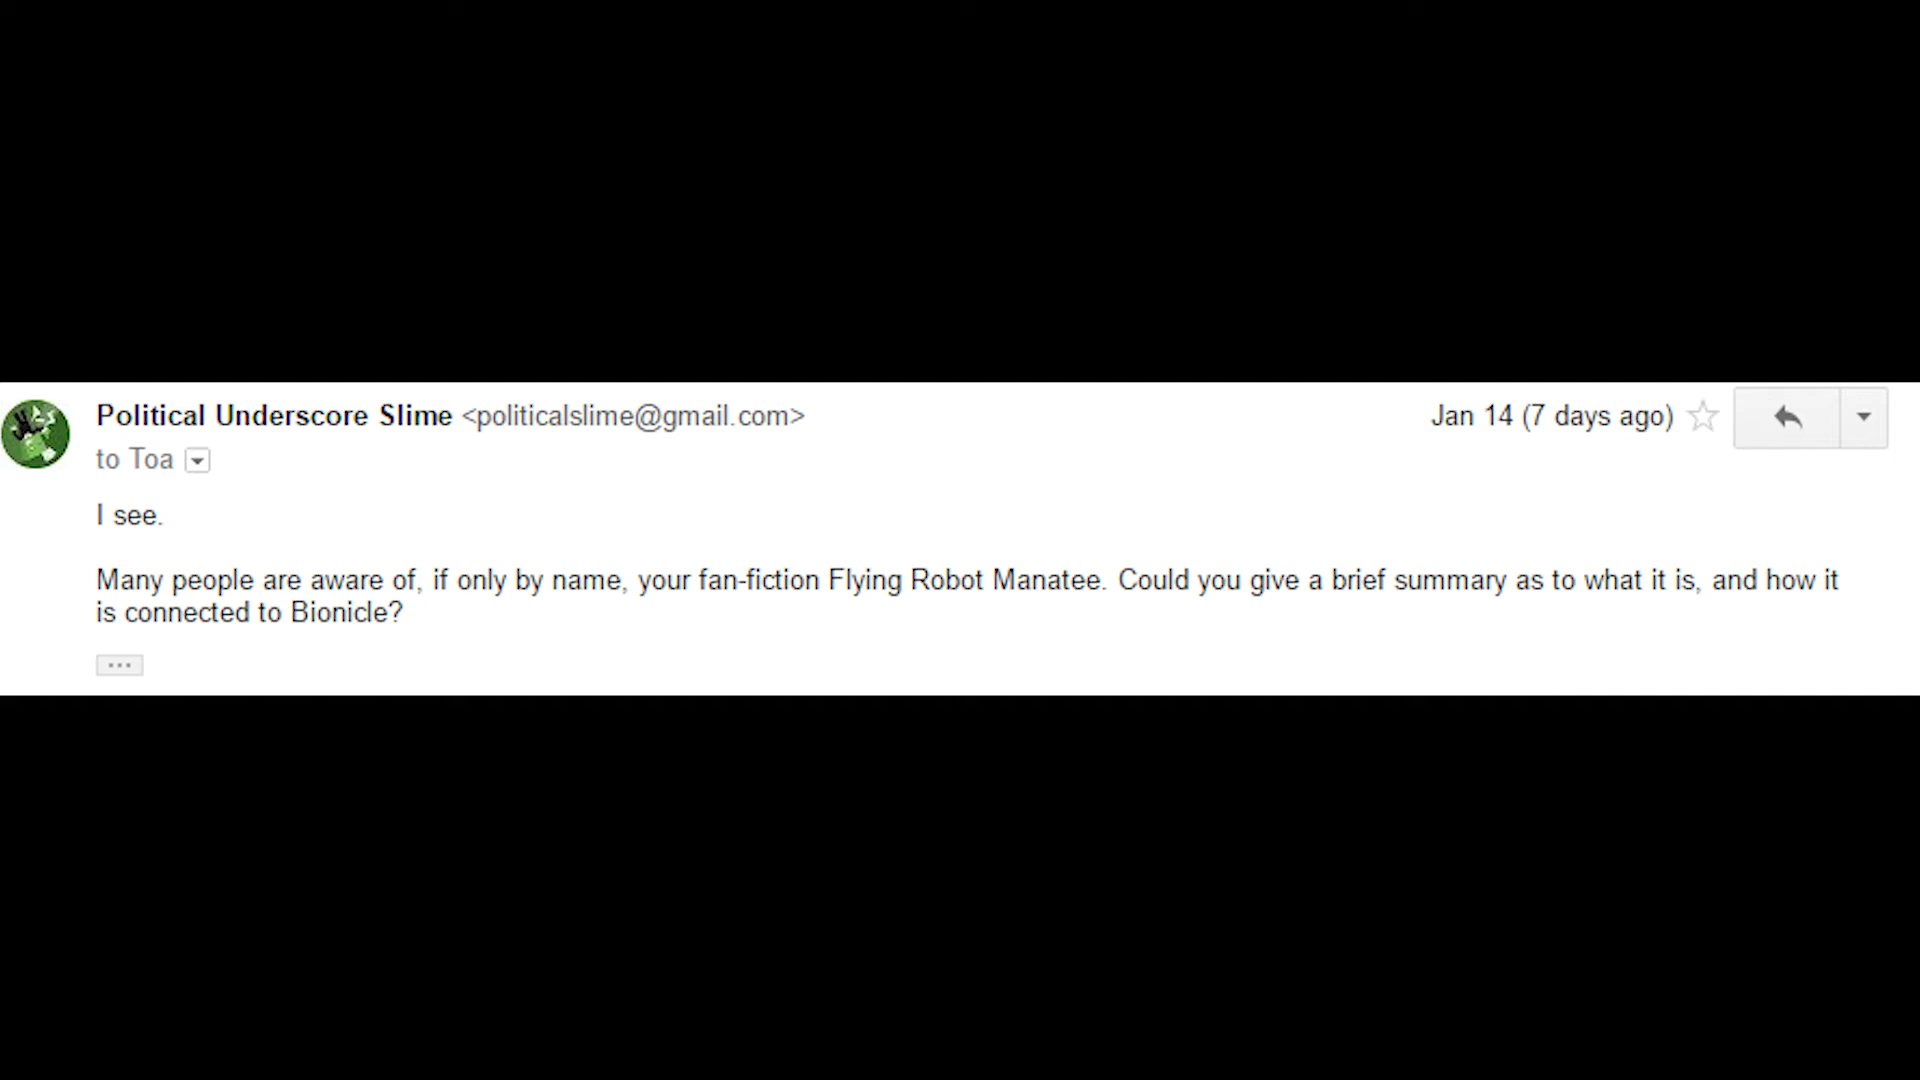 Political Underscore Slime <politicalslime@gmail.com> Jan 14 (7 days ago)
to Toa
I see.
Many people are aware of, if only by name, your fan-fiction Flying Robot Manatee. Could you give a brief summary as to what it is, and how it
is connected to Bionicle?